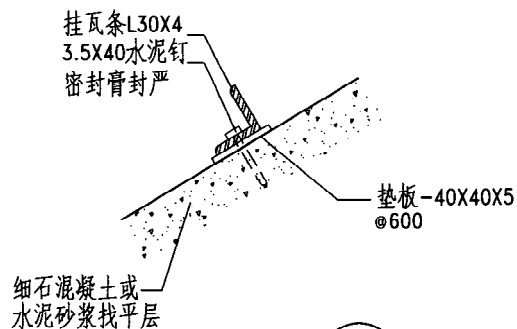 挂瓦条L30X4
3.5X40水泥钉
密封膏封严
垫板-40X40X5
@600
细石混凝土或
水泥砂浆找平层